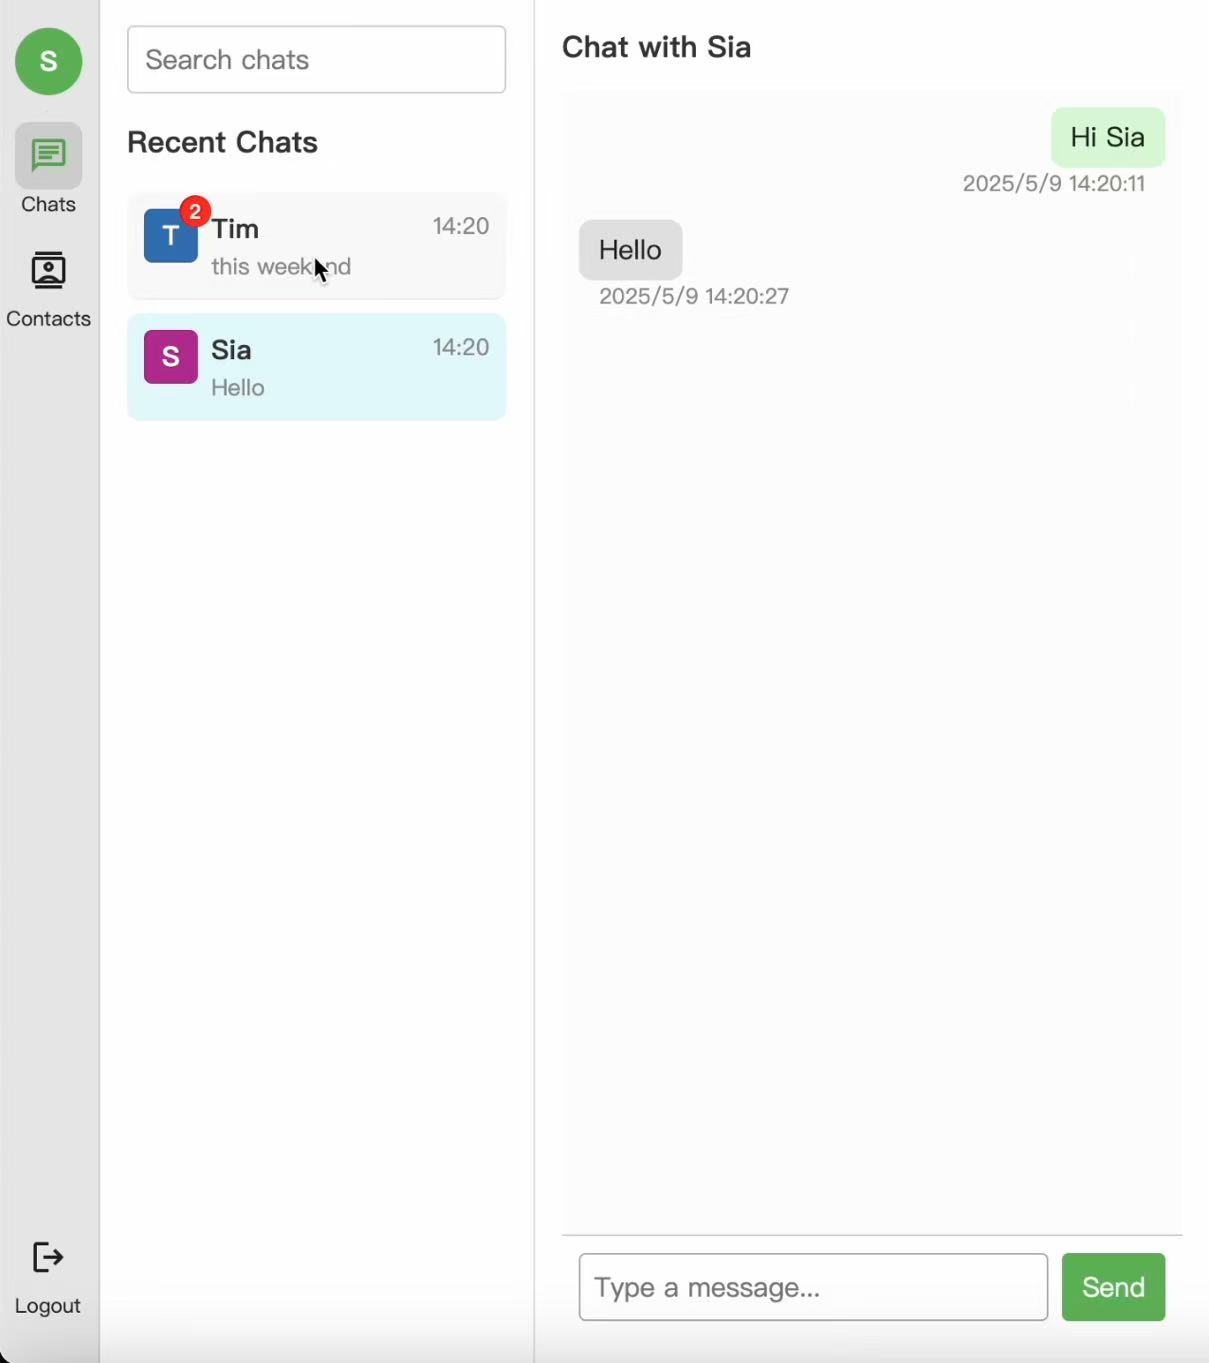 S
Chats
Contacts
Logout
Search chats
Recent Chats
T
2
Tim
14:20
this weekend
S
Sia
14:20
Hello
Chat with Sia
Hi Sia
2025/5/9 14:20:11
Hello
2025/5/9 14:20:27
Type a message...
Send